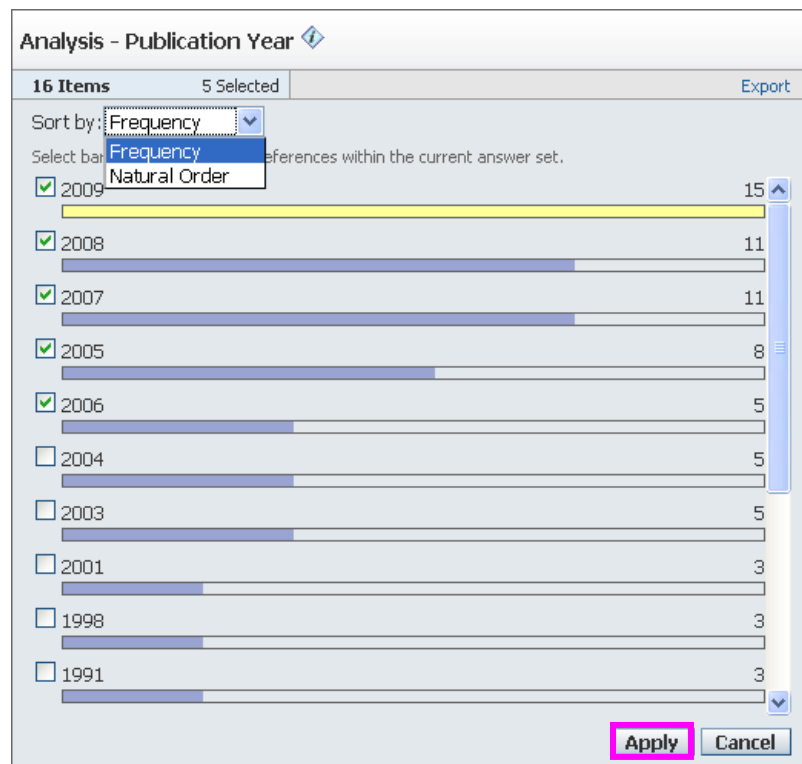 Analysis - Publication Year
16 Items 5 Selected Export
Sort by: Frequency
Frequency
Natural Order
Select bar eferences within the current answer set.
2009 15
2008 11
2007 11
2005 8
2006 5
2004 5
2003 5
2001 3
1998 3
1991 3
Apply Cancel